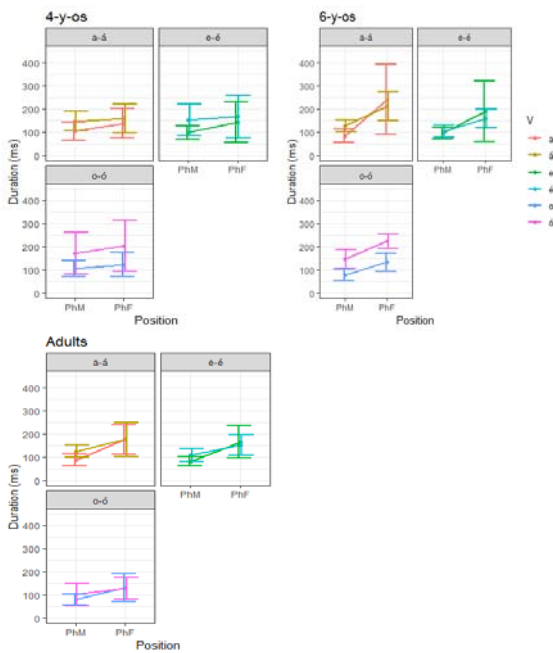 4-y-os
6-y-os
a-á
e-é
a-á
e-é
Duration (ms)
400
300
200
100
0
PhM
PhF
o-ó
400
300
200
100
0
PhM
PhF
Position
Duration (ms)
400
300
200
100
0
PhM
PhF
o-ó
400
300
200
100
0
PhM
PhF
Position
V
a
á
e
é
o
ó
Adults
a-á
e-é
Duration (ms)
400
300
200
100
0
PhM
PhF
o-ó
400
300
200
100
0
PhM
PhF
Position